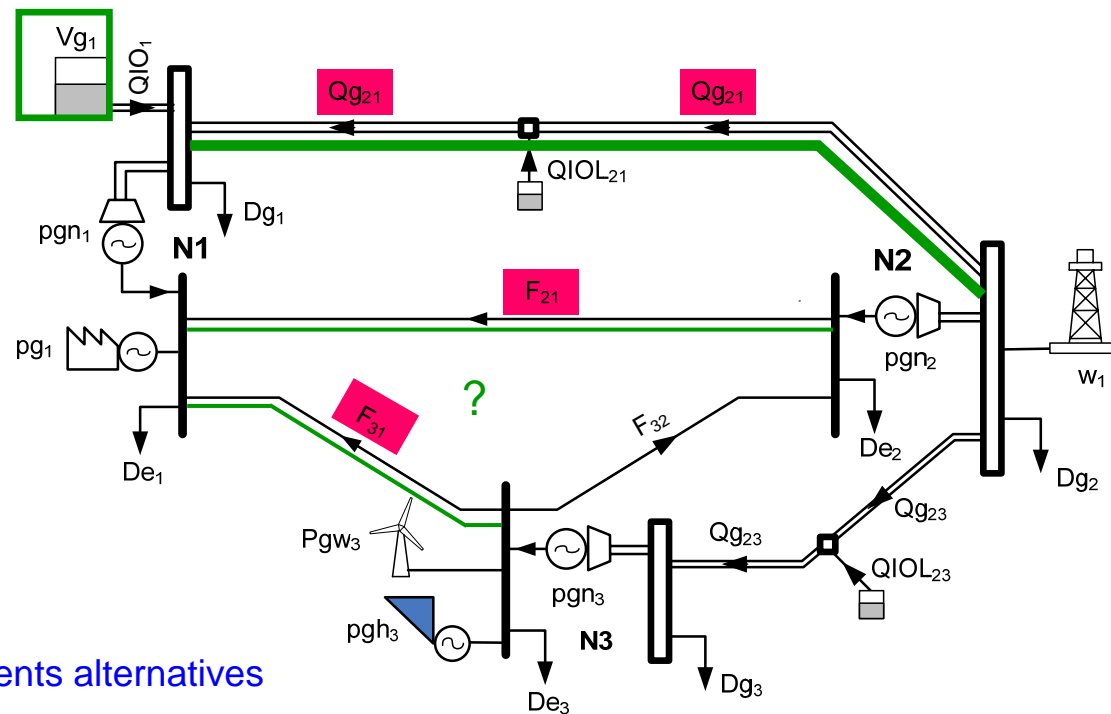 Vg₁
QIO₁
Qg₂₁
Qg₂₁
QIOL₂₁
Dg₁
pgn₁
N1
N2
F₂₁
pg₁
pgn₂
w₁
?
F₃₁
F₃₂
De₁
De₂
Dg₂
Qg₂₃
Pgw₃
Qg₂₃
QIOL₂₃
pgn₃
pgh₃
N3
De₃
Dg₃
ents alternatives